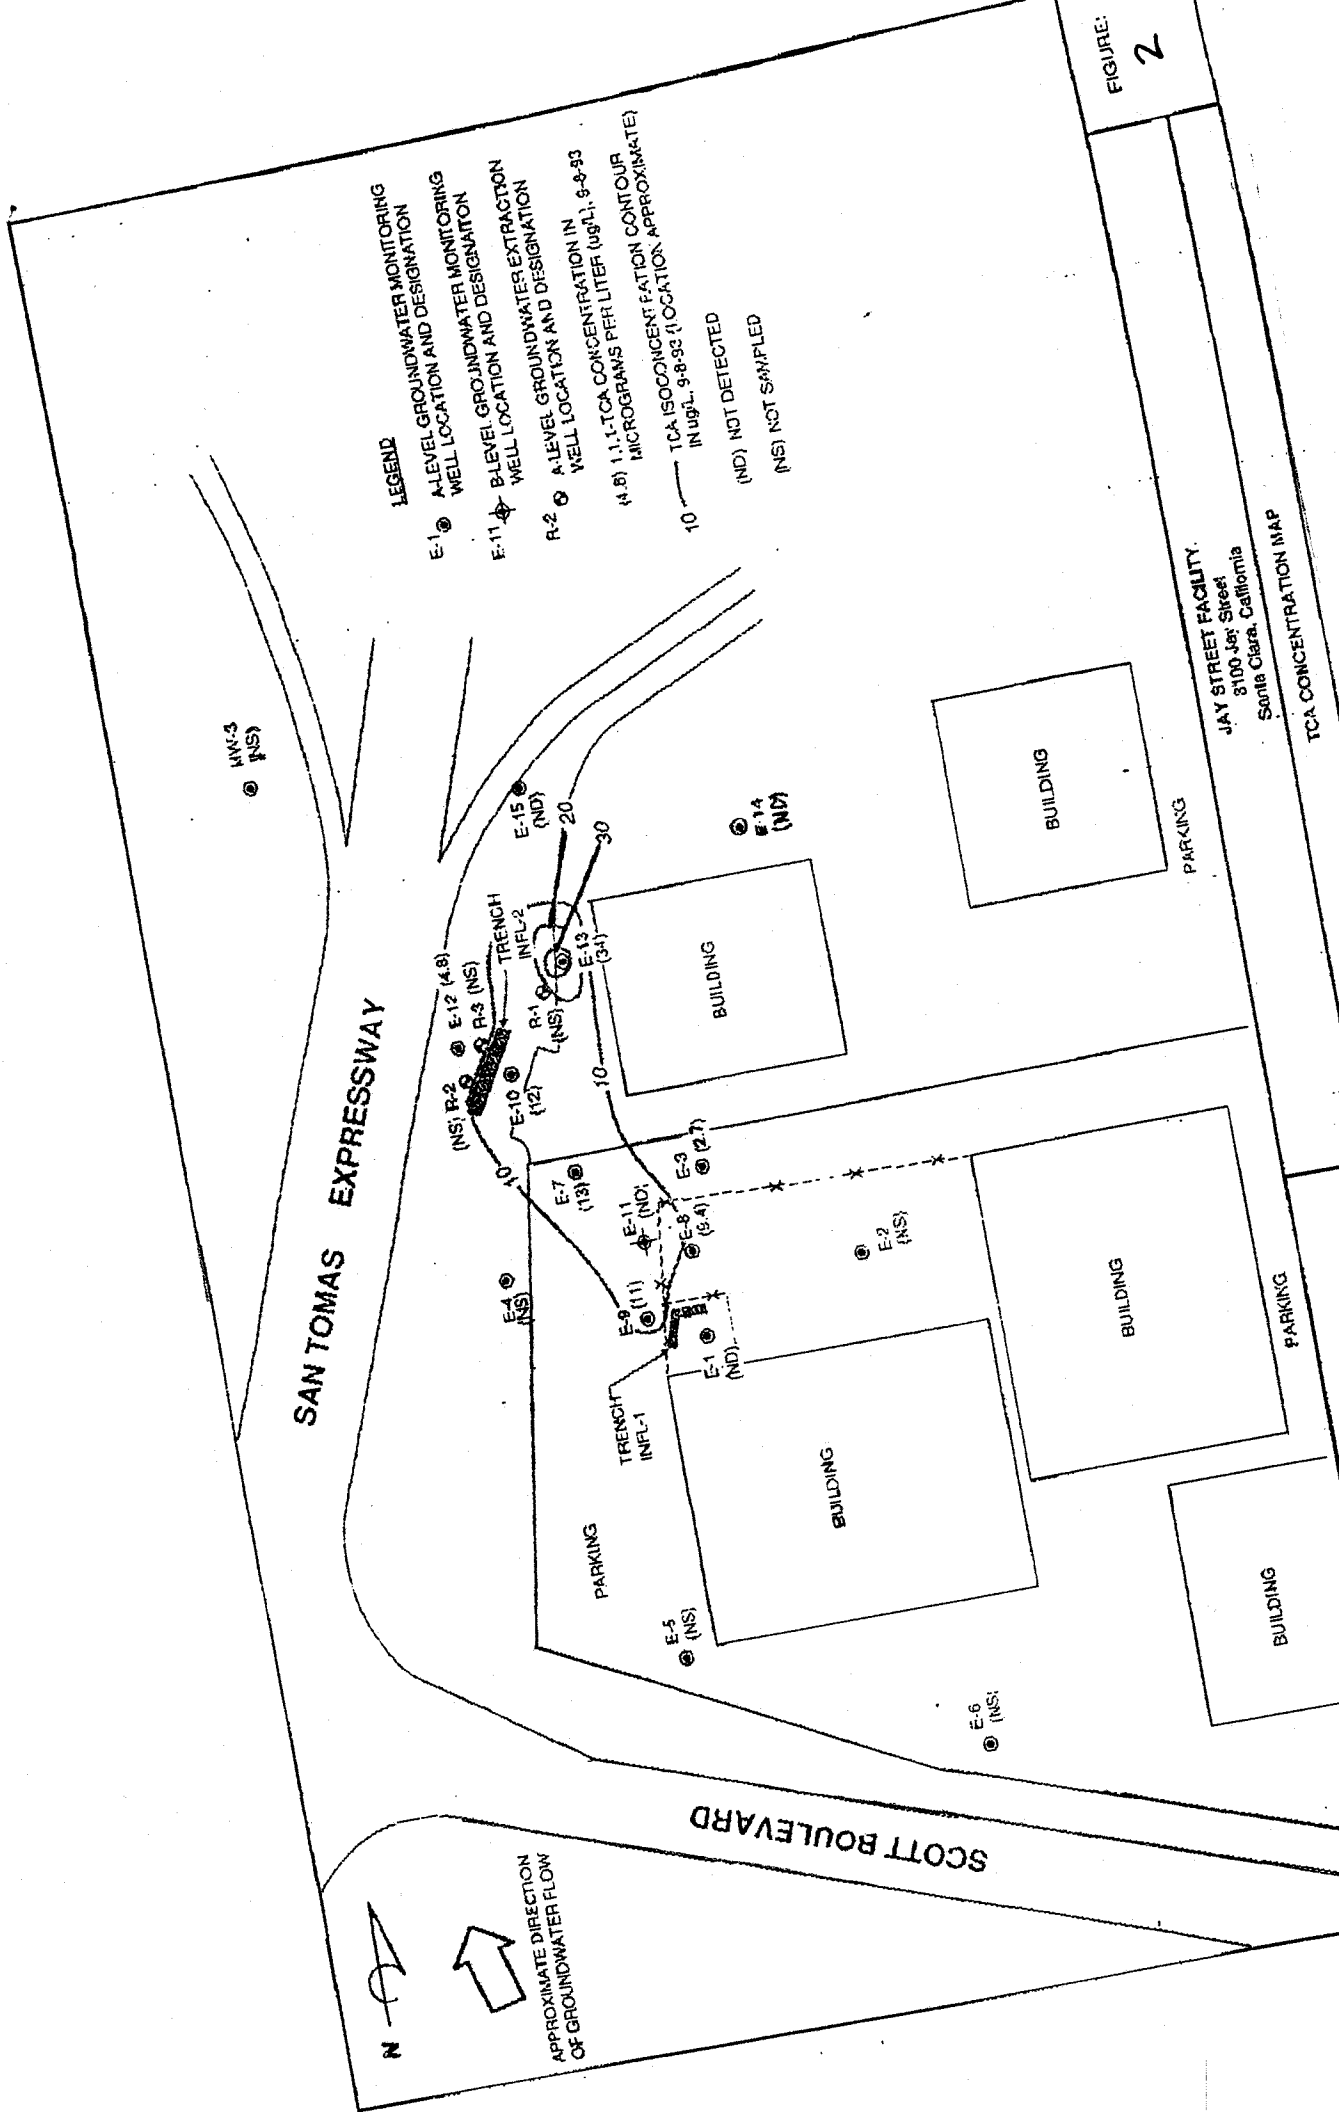 N
APPROXIMATE DIRECTION
OF GROUNDWATER FLOW
SAN TOMAS EXPRESSWAY
SCOTT BOULEVARD
MW-3
(NS)
LEGEND
E-1 A-LEVEL GROUNDWATER MONITORING
WELL LOCATION AND DESIGNATION
E-11 B-LEVEL GROUNDWATER MONITORING
WELL LOCATION AND DESIGNAITON
R-2 A-LEVEL GROUNDWATER EXTRACTION
WELL LOCATION AND DESIGNATION
(4.8) 1,1,1-TCA CONCENTRATION IN
MICROGRAMS PER LITER (ug/L), 9-8-93
10 TCA ISOCONCENTRATION CONTOUR
IN ug/L, 9-8-93 (LOCATION APPROXIMATE)
(ND) NOT DETECTED
(NS) NOT SAMPLED
(NS) R-2
E-12 (4.8)
R-3 (NS)
TRENCH
INFL-2
E-15
(ND)
20
30
E-10
(12)
R-1
(NS)
E-13
(34)
E-14
(ND)
10
10
E-4
(NS)
E-7
(13)
E-11
(ND)
E-3 (2.7)
E-8
(9.4)
E-9
(11)
E-1
(ND)
E-2
(NS)
TRENCH
INFL-1
PARKING
E-5
(NS)
E-6
(NS)
BUILDING
BUILDING
BUILDING
BUILDING
BUILDING
PARKING
PARKING
JAY STREET FACILITY
3100 Jay Street
Santa Clara, California
TCA CONCENTRATION MAP
FIGURE:
2